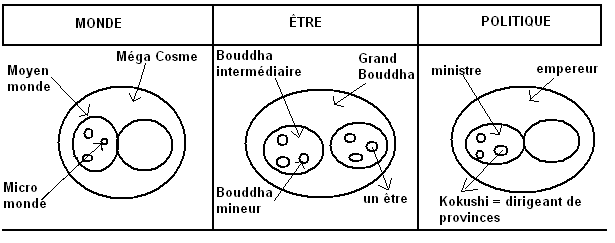 MONDE
ÊTRE
POLITIQUE
Moyen
monde
Méga Cosme
Micro
monde
Bouddha
intermédiaire
Grand
Bouddha
Bouddha
mineur
un être
ministre
empereur
Kokushi = dirigeant de
provinces